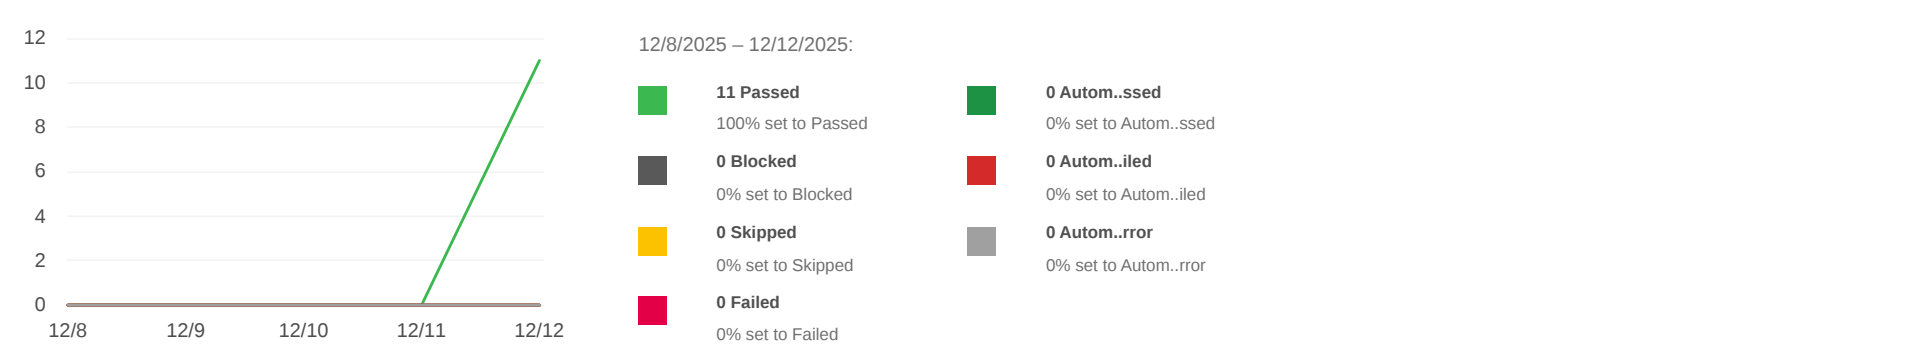 12
10
8
6
4
2
0
12/8
12/9
12/10
12/11
12/12
12/8/2025 – 12/12/2025:
11 Passed
100% set to Passed
0 Blocked
0% set to Blocked
0 Skipped
0% set to Skipped
0 Failed
0% set to Failed
0 Autom..ssed
0% set to Autom..ssed
0 Autom..iled
0% set to Autom..iled
0 Autom..rror
0% set to Autom..rror